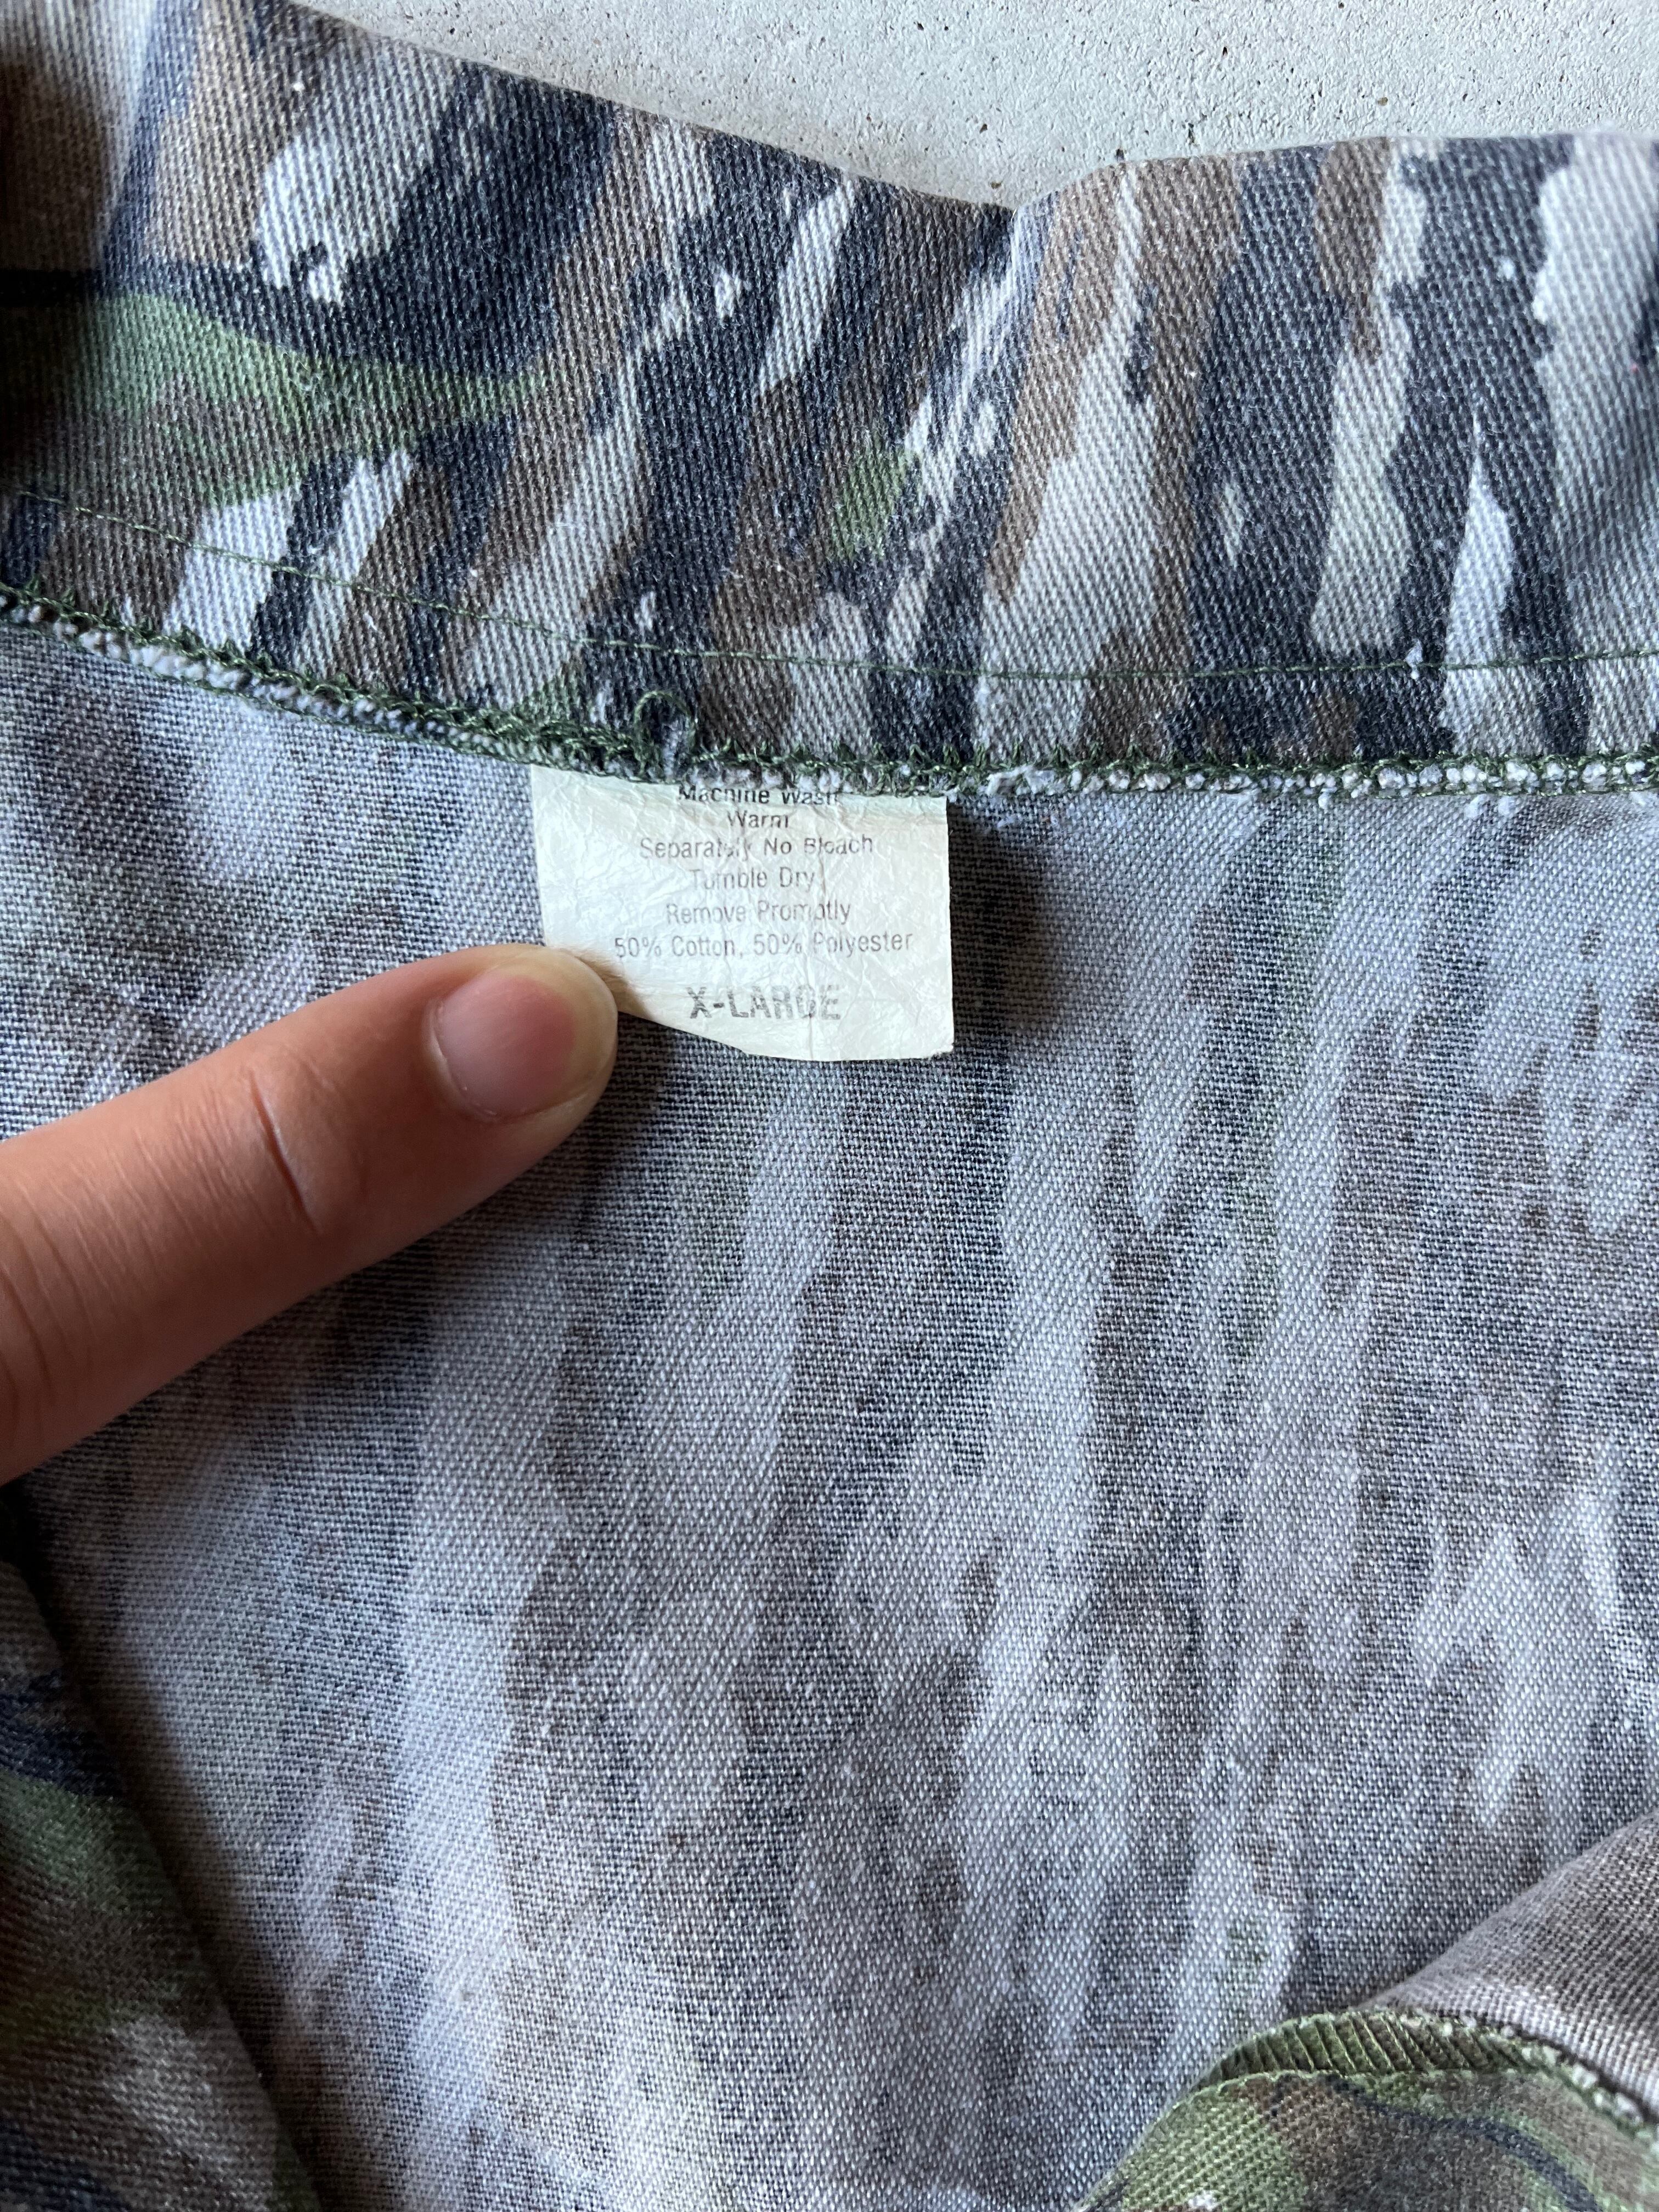 Machine Wash
Warm
Separately No Bleach
Tumble Dry
Remove Promptly
50% Cotton, 50% Polyester
X-LARGE